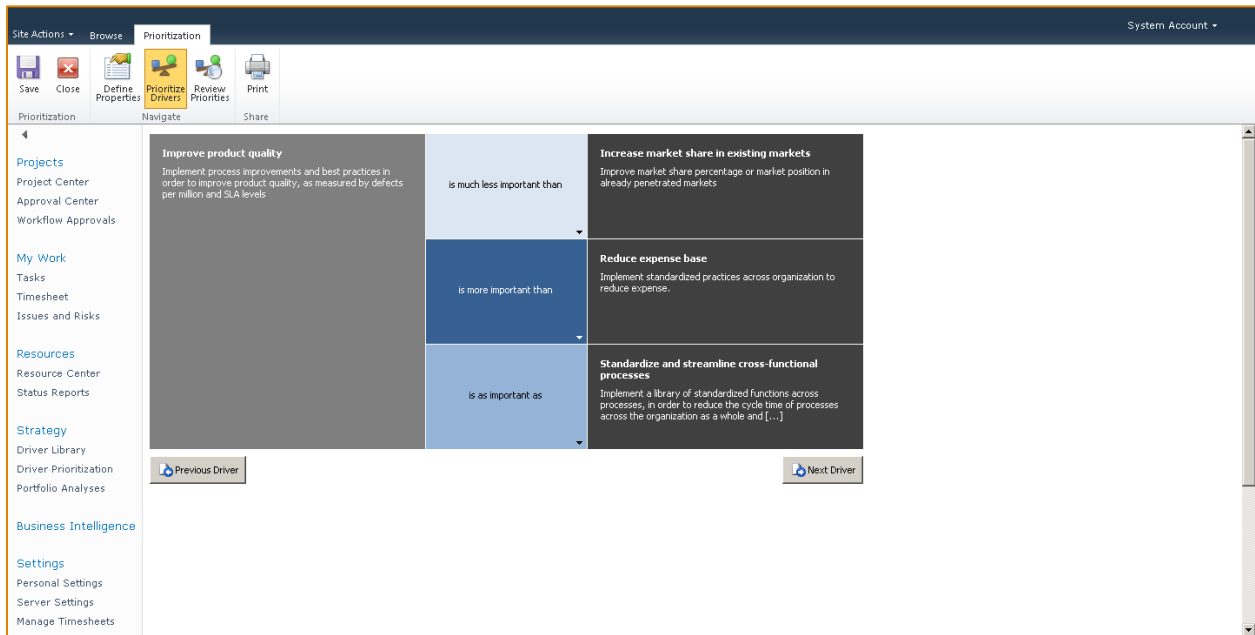 System Account
Site Actions Browse Prioritization
Save Close Define Properties Prioritize Drivers Review Priorities Print
Prioritization Navigate Share
Projects
Project Center
Approval Center
Workflow Approvals
My Work
Tasks
Timesheet
Issues and Risks
Resources
Resource Center
Status Reports
Strategy
Driver Library
Driver Prioritization
Portfolio Analyses
Business Intelligence
Settings
Personal Settings
Server Settings
Manage Timesheets
Improve product quality
Implement process improvements and best practices in
order to improve product quality, as measured by defects
per million and SLA levels
is much less important than
Increase market share in existing markets
Improve market share percentage or market position in
already penetrated markets
is more important than
Reduce expense base
Implement standardized practices across organization to
reduce expense.
is as important as
Standardize and streamline cross-functional
processes
Implement a library of standardized functions across
processes, in order to reduce the cycle time of processes
across the organization as a whole and [...]
Previous Driver
Next Driver